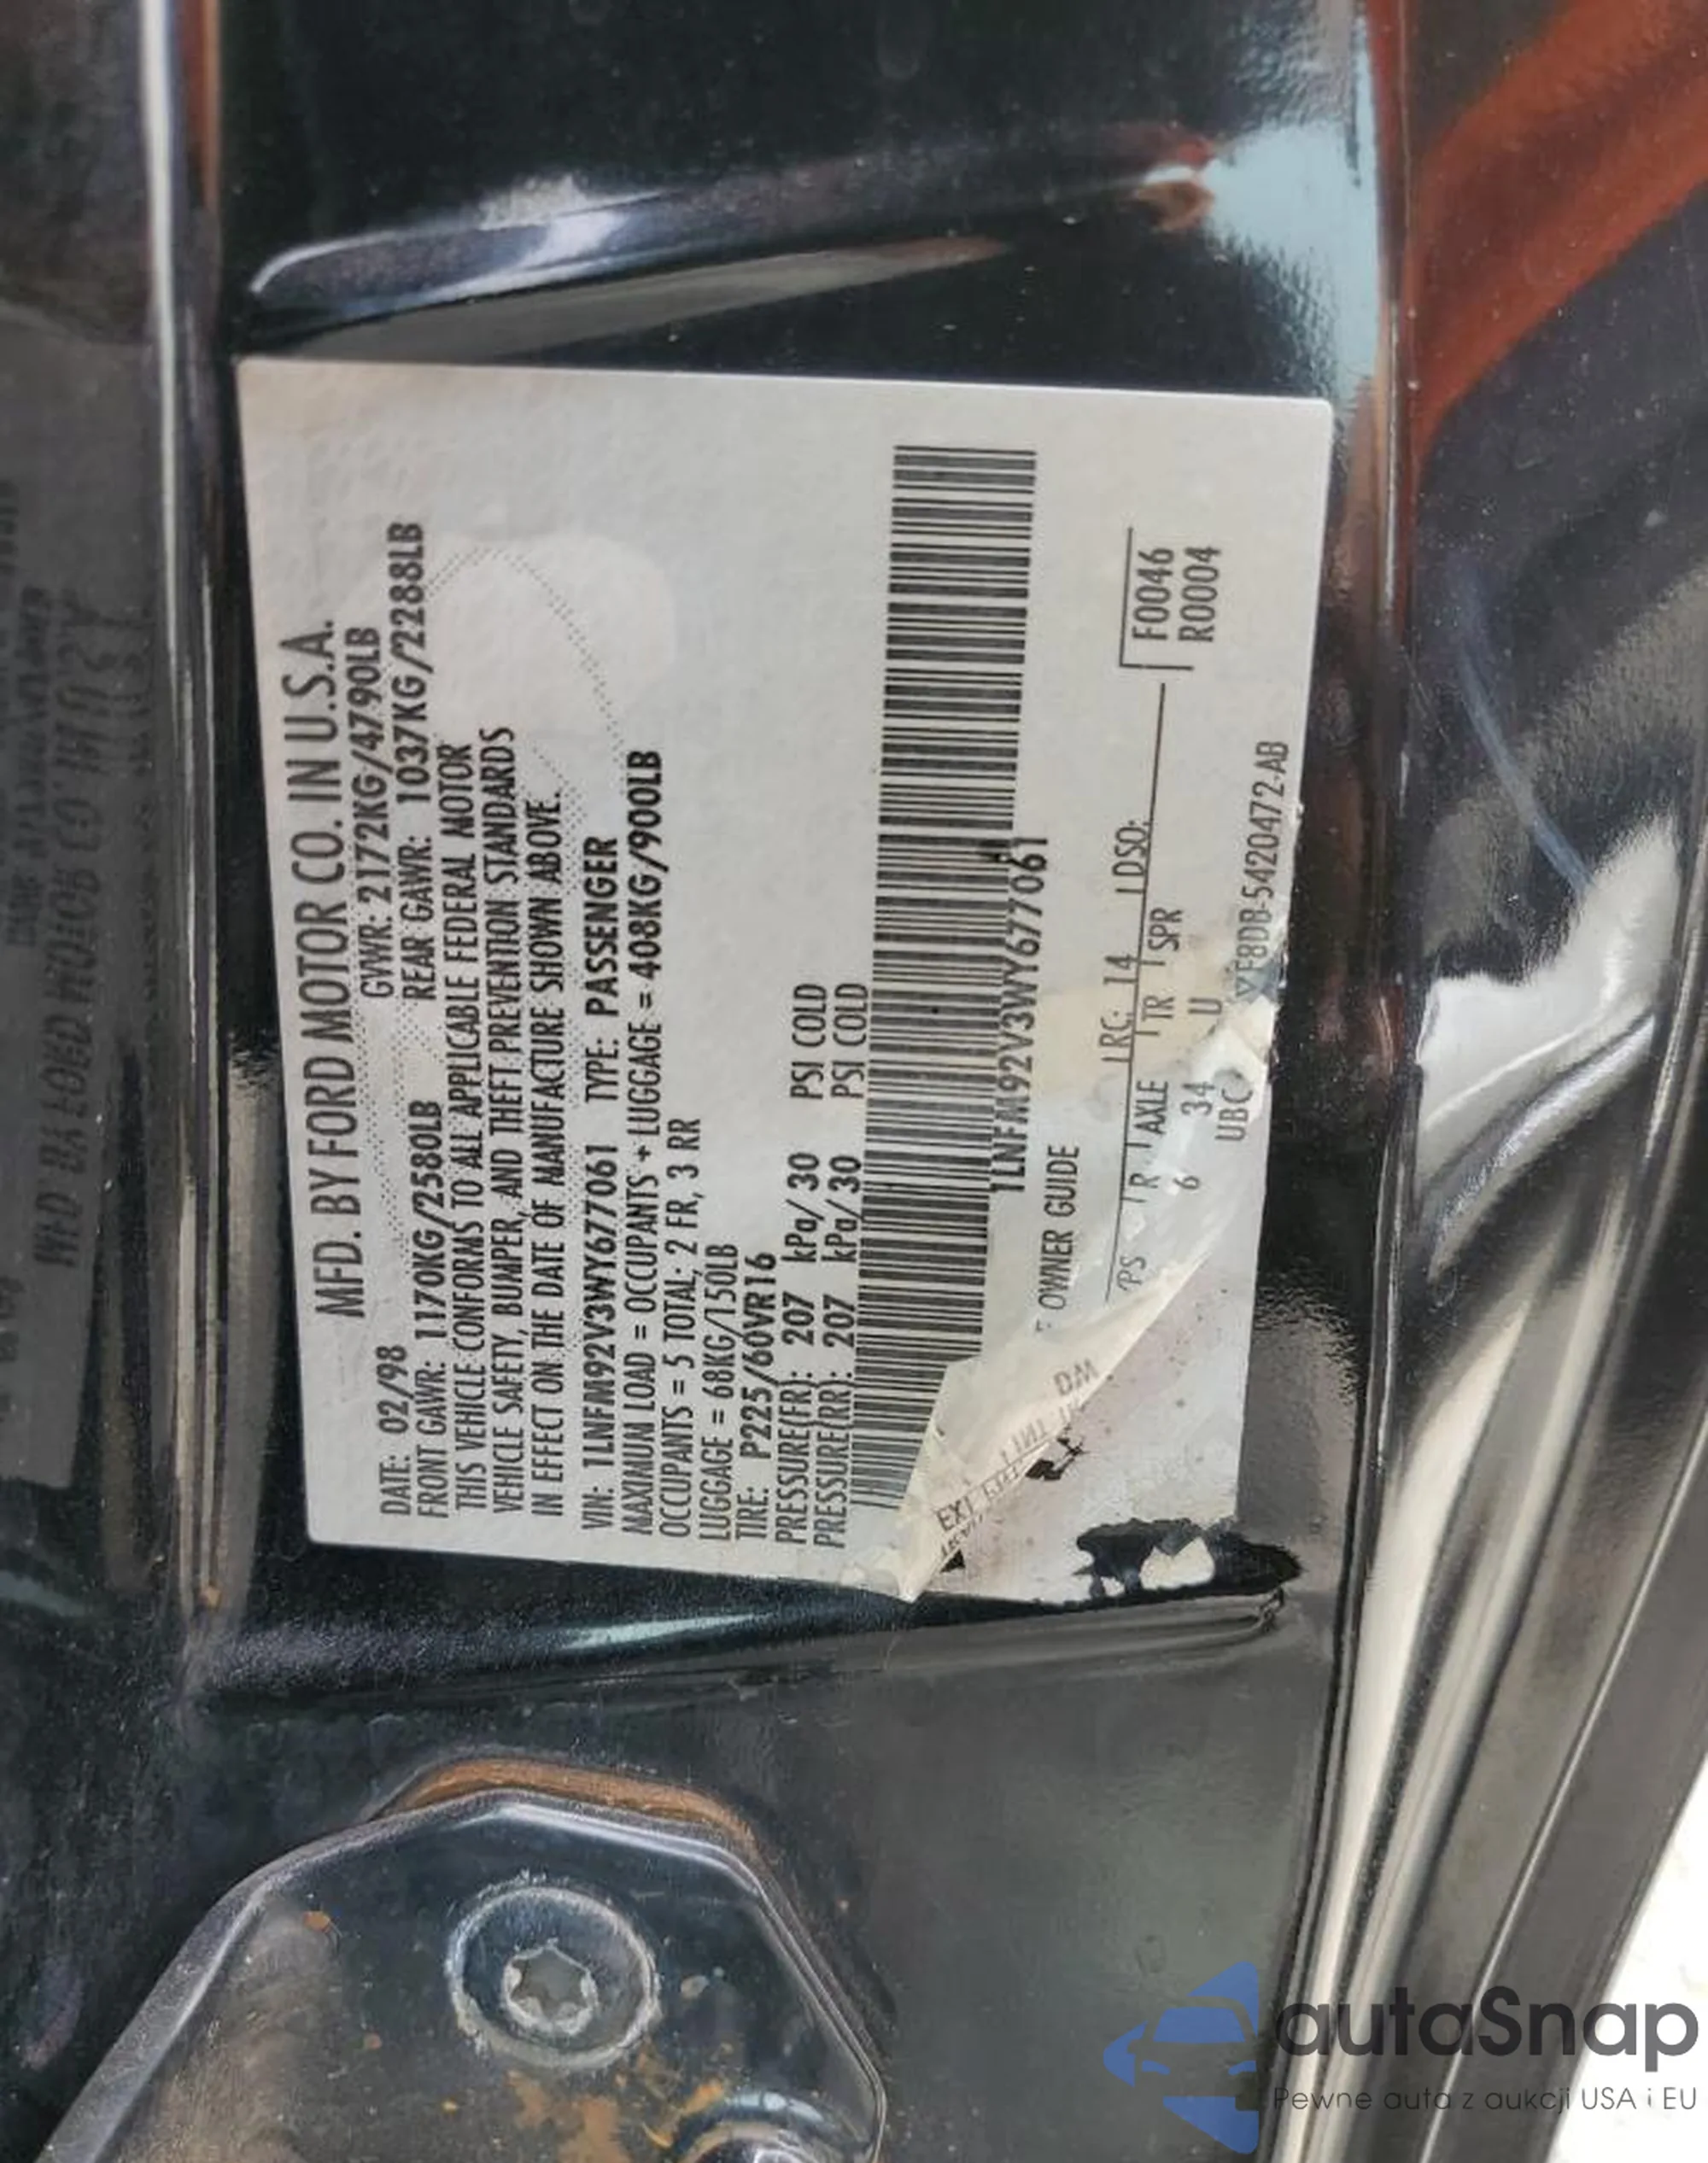 MFD. BY FORD MOTOR CO. IN U.S.A.
DATE: 02/98 GVWR: 2172KG/4790LB
FRONT GAWR: 1170KG/2580LB REAR GAWR: 1037KG/2288LB
THIS VEHICLE CONFORMS TO ALL APPLICABLE FEDERAL MOTOR
VEHICLE SAFETY, BUMPER, AND THEFT PREVENTION STANDARDS
IN EFFECT ON THE DATE OF MANUFACTURE SHOWN ABOVE.
VIN: 1LNFM92V3WY677061 TYPE: PASSENGER
MAXIMUM LOAD = OCCUPANTS + LUGGAGE = 408KG/900LB
OCCUPANTS = 5 TOTAL; 2 FR, 3 RR
LUGGAGE = 68KG/150LB
TIRE: P225/60VR16
PRESSURE(FR): 207 kPa/30 PSI COLD
PRESSURE(RR): 207 kPa/30 PSI COLD
1LNFM92V3WY677061
OWNER GUIDE
F0046
R0004
RC: 14 DSO:
PS R AXLE TR SPR
6 34 U
UBC
F8DB-5420472-AB
EXT
autaSnap
Pewne auta z aukcji USA i EU